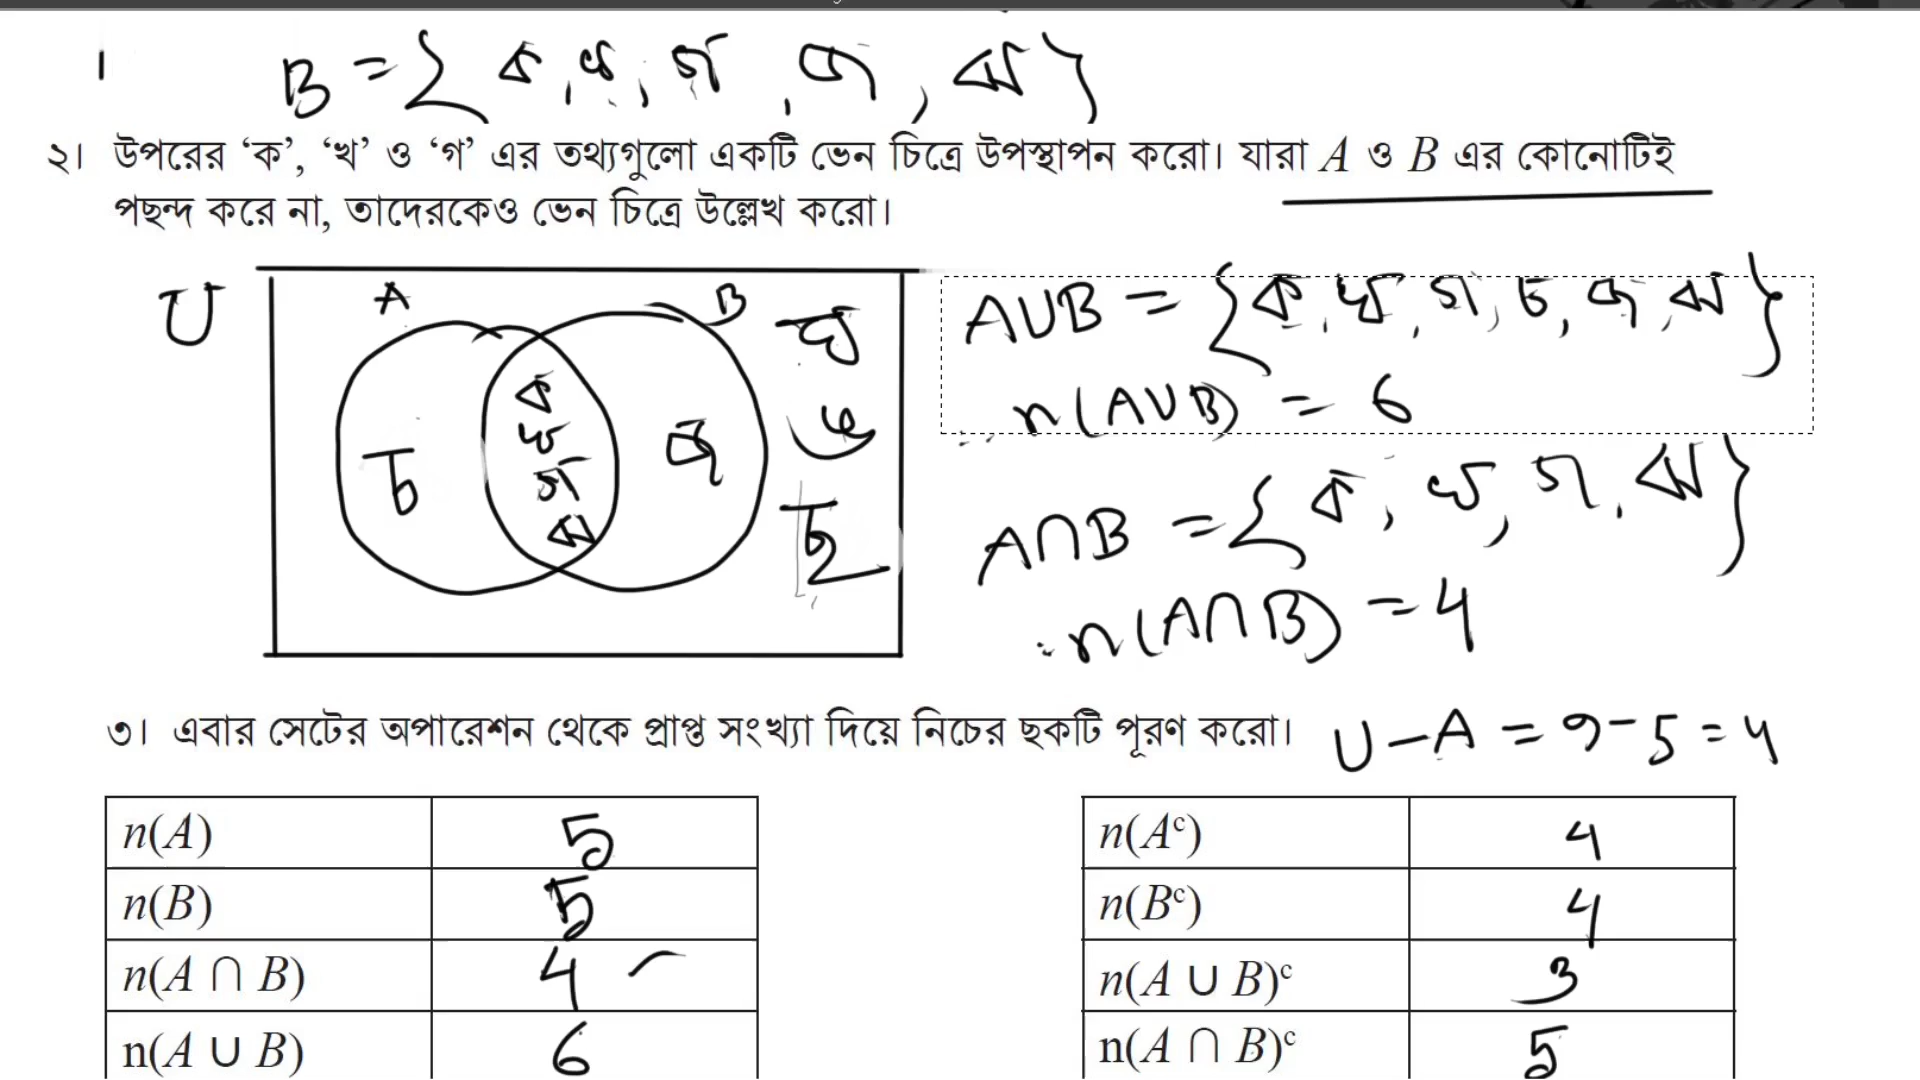 B = { ক, খ, গ, জ, ঝ }
২। উপরের ‘ক’, ‘খ’ ও ‘গ’ এর তথ্যগুলো একটি ভেন চিত্রে উপস্থাপন করো। যারা A ও B এর কোনোটিই
পছন্দ করে না, তাদেরকেও ভেন চিত্রে উল্লেখ করো।
U
A B
চ
ক
খ
গ
ঝ
জ
ঘ
ঙ
ছ
A∪B = {ক, খ, গ, চ, জ, ঝ}
∴ n(A∪B) = 6
A∩B = {ক, খ, গ, ঝ}
∴ n(A∩B) = 4
৩। এবার সেটের অপারেশন থেকে প্রাপ্ত সংখ্যা দিয়ে নিচের ছকটি পূরণ করো।
U – A = 9 – 5 = 4
n(A) 5
n(B) 5
n(A ∩ B) 4
n(A ∪ B) 6
n(Aᶜ) 4
n(Bᶜ) 4
n(A ∪ B)ᶜ 3
n(A ∩ B)ᶜ 5